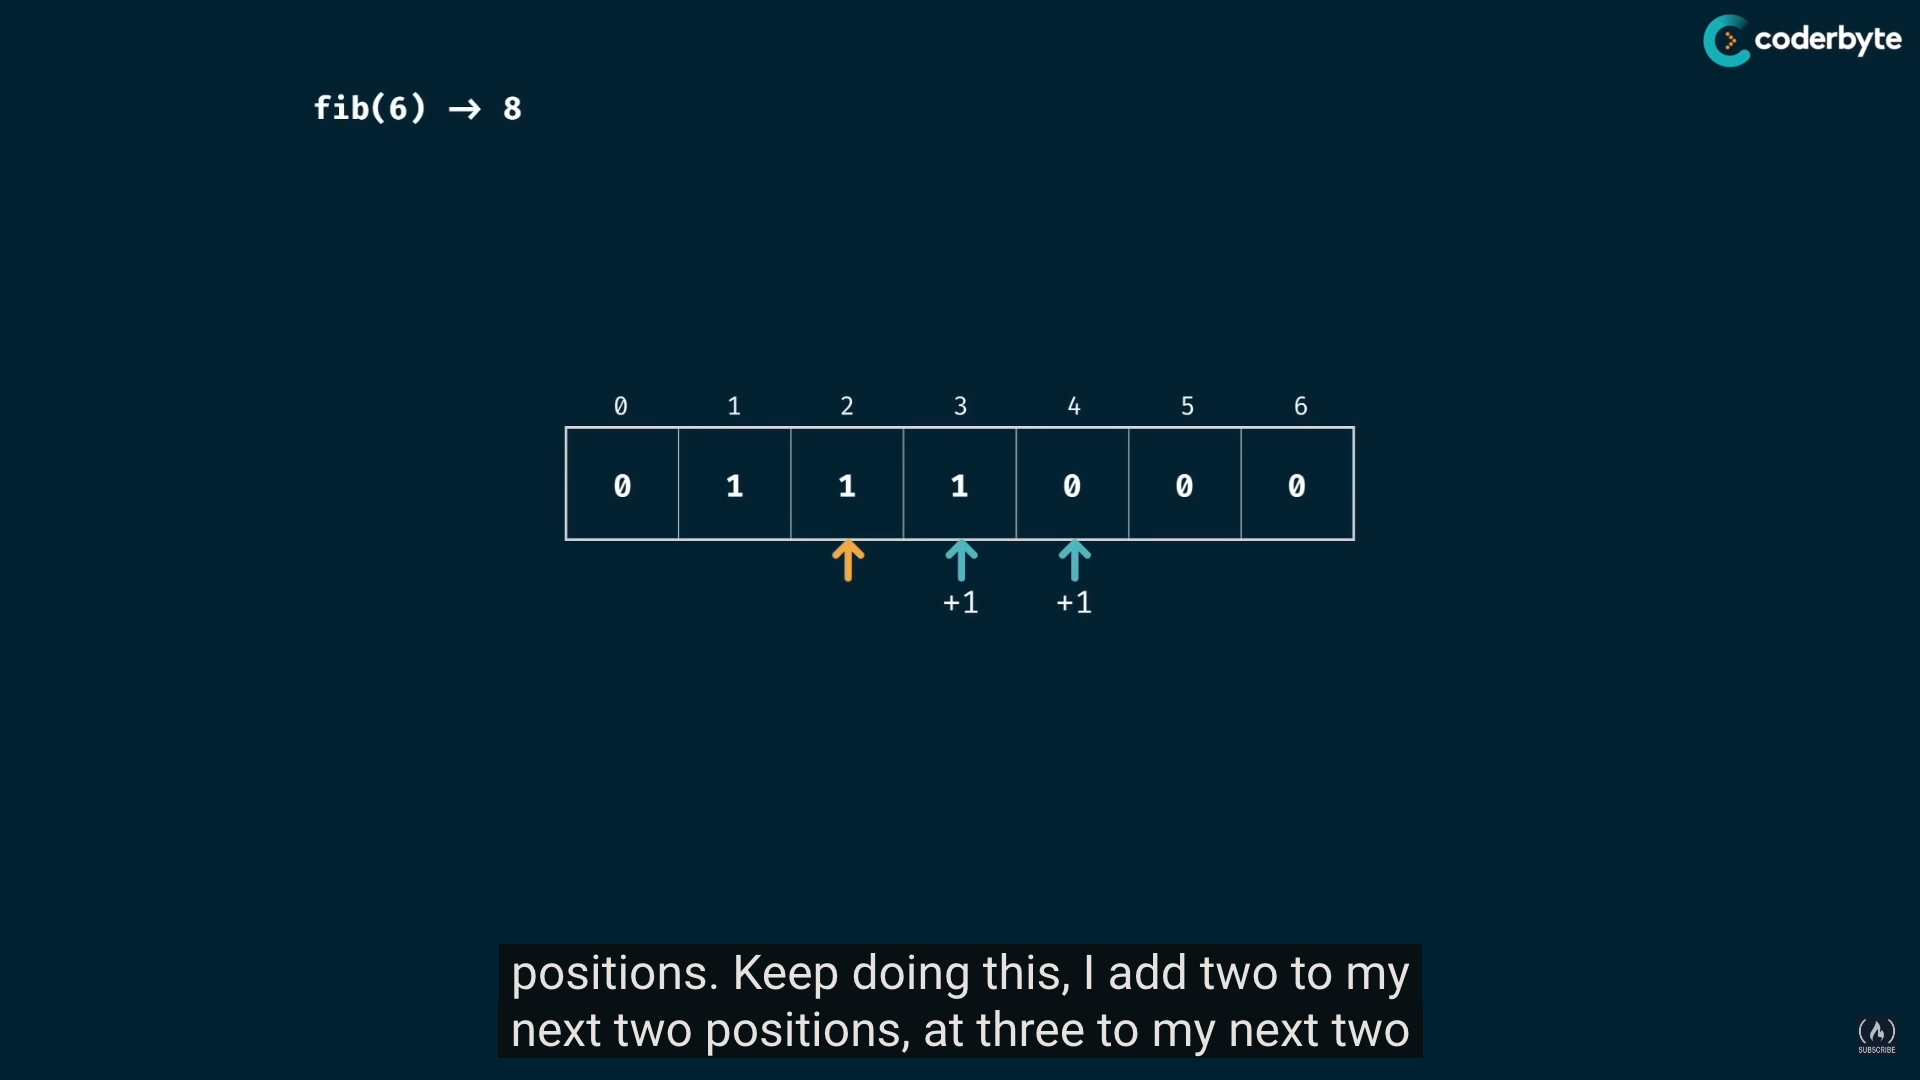 coderbyte
fib(6) → 8
0 1 2 3 4 5 6
0 1 1 1 0 0 0
+1 +1
positions. Keep doing this, I add two to my
next two positions, at three to my next two
SUBSCRIBE